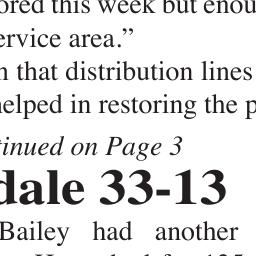 ored this week but enou
ervice area.”
n that distribution lines
helped in restoring the p
tinued on Page 3
dale 33-13
Bailey had another